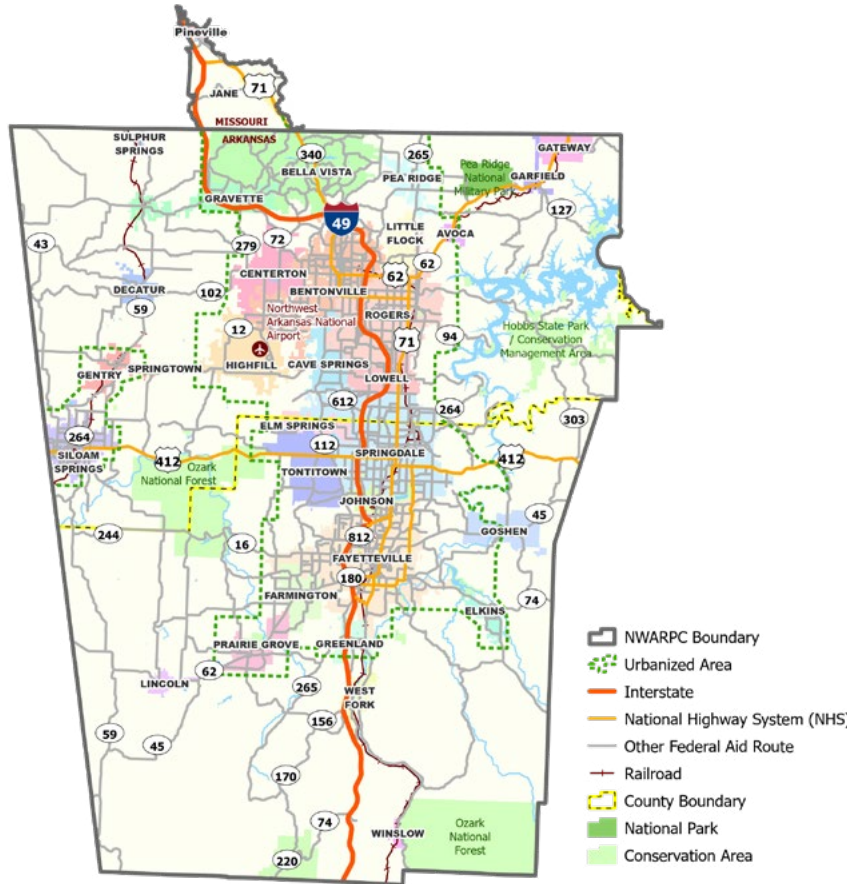 Pineville
JANE
71
MISSOURI
ARKANSAS
SULPHUR
SPRINGS
340
BELLA VISTA
265
PEA RIDGE
Pea Ridge
National
Military Park
GATEWAY
GARFIELD
GRAVETTE
127
49
LITTLE
FLOCK
AVOCA
43
279
72
62
62
CENTERTON
BENTONVILLE
DECATUR
102
59
Northwest
Arkansas National
Airport
ROGERS
12
71
94
Hobbs State Park
/ Conservation
Management Area
HIGHFILL
CAVE SPRINGS
GENTRY
SPRINGTOWN
LOWELL
612
264
303
ELM SPRINGS
264
112
SPRINGDALE
SILOAM
SPRINGS
412
412
Ozark
National Forest
TONTITOWN
JOHNSON
45
GOSHEN
244
16
812
FAYETTEVILLE
180
FARMINGTON
74
ELKINS
PRAIRIE GROVE
GREENLAND
62
LINCOLN
265
WEST
FORK
156
59
45
170
74
WINSLOW
Ozark
National
Forest
220
NWARPC Boundary
Urbanized Area
Interstate
National Highway System (NHS)
Other Federal Aid Route
Railroad
County Boundary
National Park
Conservation Area